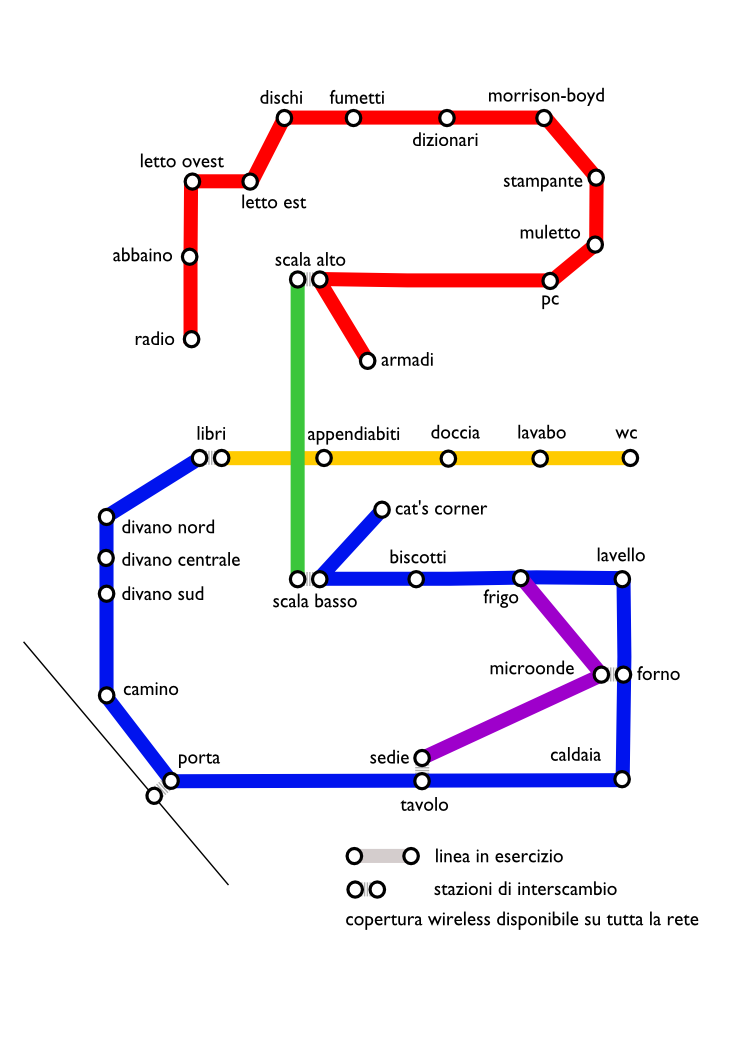 morrison-boyd
dischi
fumetti
dizionari
letto ovest
stampante
letto est
muletto
abbaino
scala alto
pc
radio
armadi
libri
appendiabiti
doccia
lavabo
wc
cat's corner
divano nord
biscotti
lavello
divano centrale
divano sud
scala basso
frigo
microonde
forno
camino
porta
sedie
caldaia
tavolo
linea in esercizio
stazioni di interscambio
copertura wireless disponibile su tutta la rete